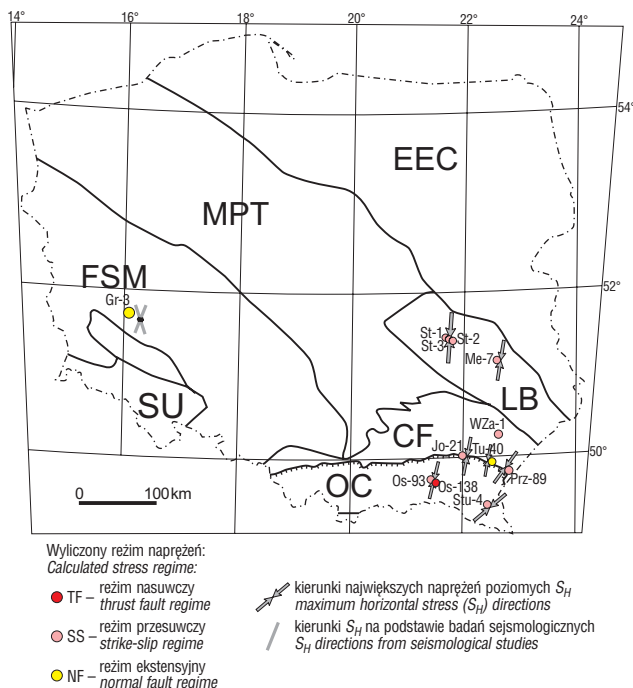 14°
16°
18°
20°
22°
24°
54°
EEC
MPT
FSM
Gr-3
52°
St-1
St-2
St-3
Me-7
SU
LB
WZa-1
CF
Jo-21
Tu-40
50°
Os-93
Os-138
Prz-89
OC
Stu-4
0 100 km
Wyliczony reżim naprężeń:
Calculated stress regime:
TF – reżim nasuwczy
thrust fault regime
SS – reżim przesuwczy
strike-slip regime
NF – reżim ekstensyjny
normal fault regime
kierunki największych naprężeń poziomych SH
maximum horizontal stress (SH) directions
kierunki SH na podstawie badań sejsmologicznych
SH directions from seismological studies